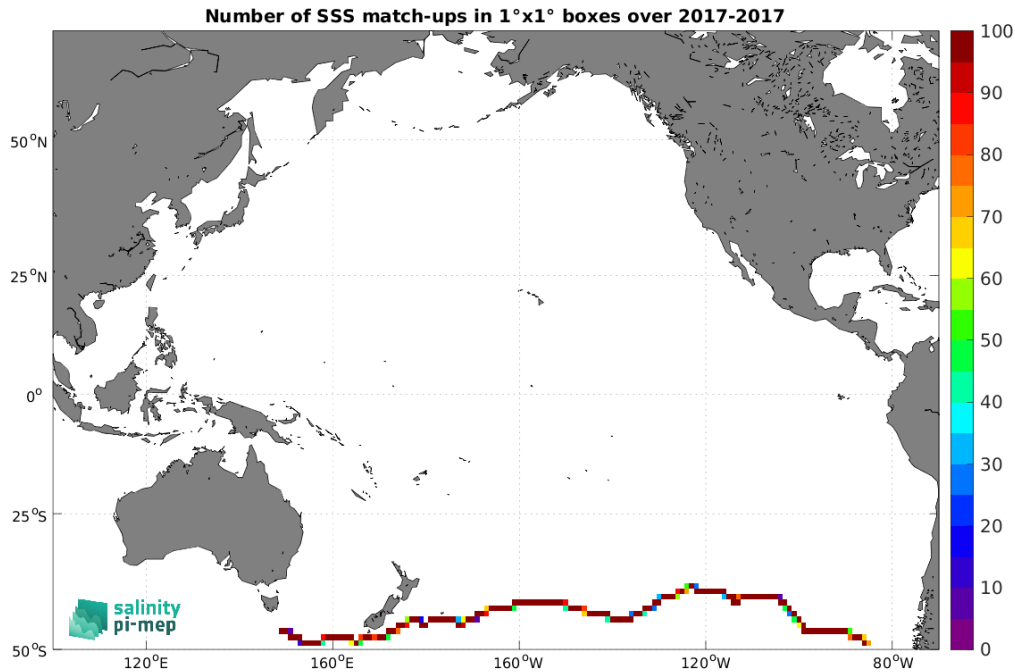 Number of SSS match-ups in 1°x1° boxes over 2017-2017
100
90
80
70
60
50
40
30
20
10
0
50°N
25°N
0°
25°S
50°S
120°E
160°E
160°W
120°W
80°W
salinity
pi-mep